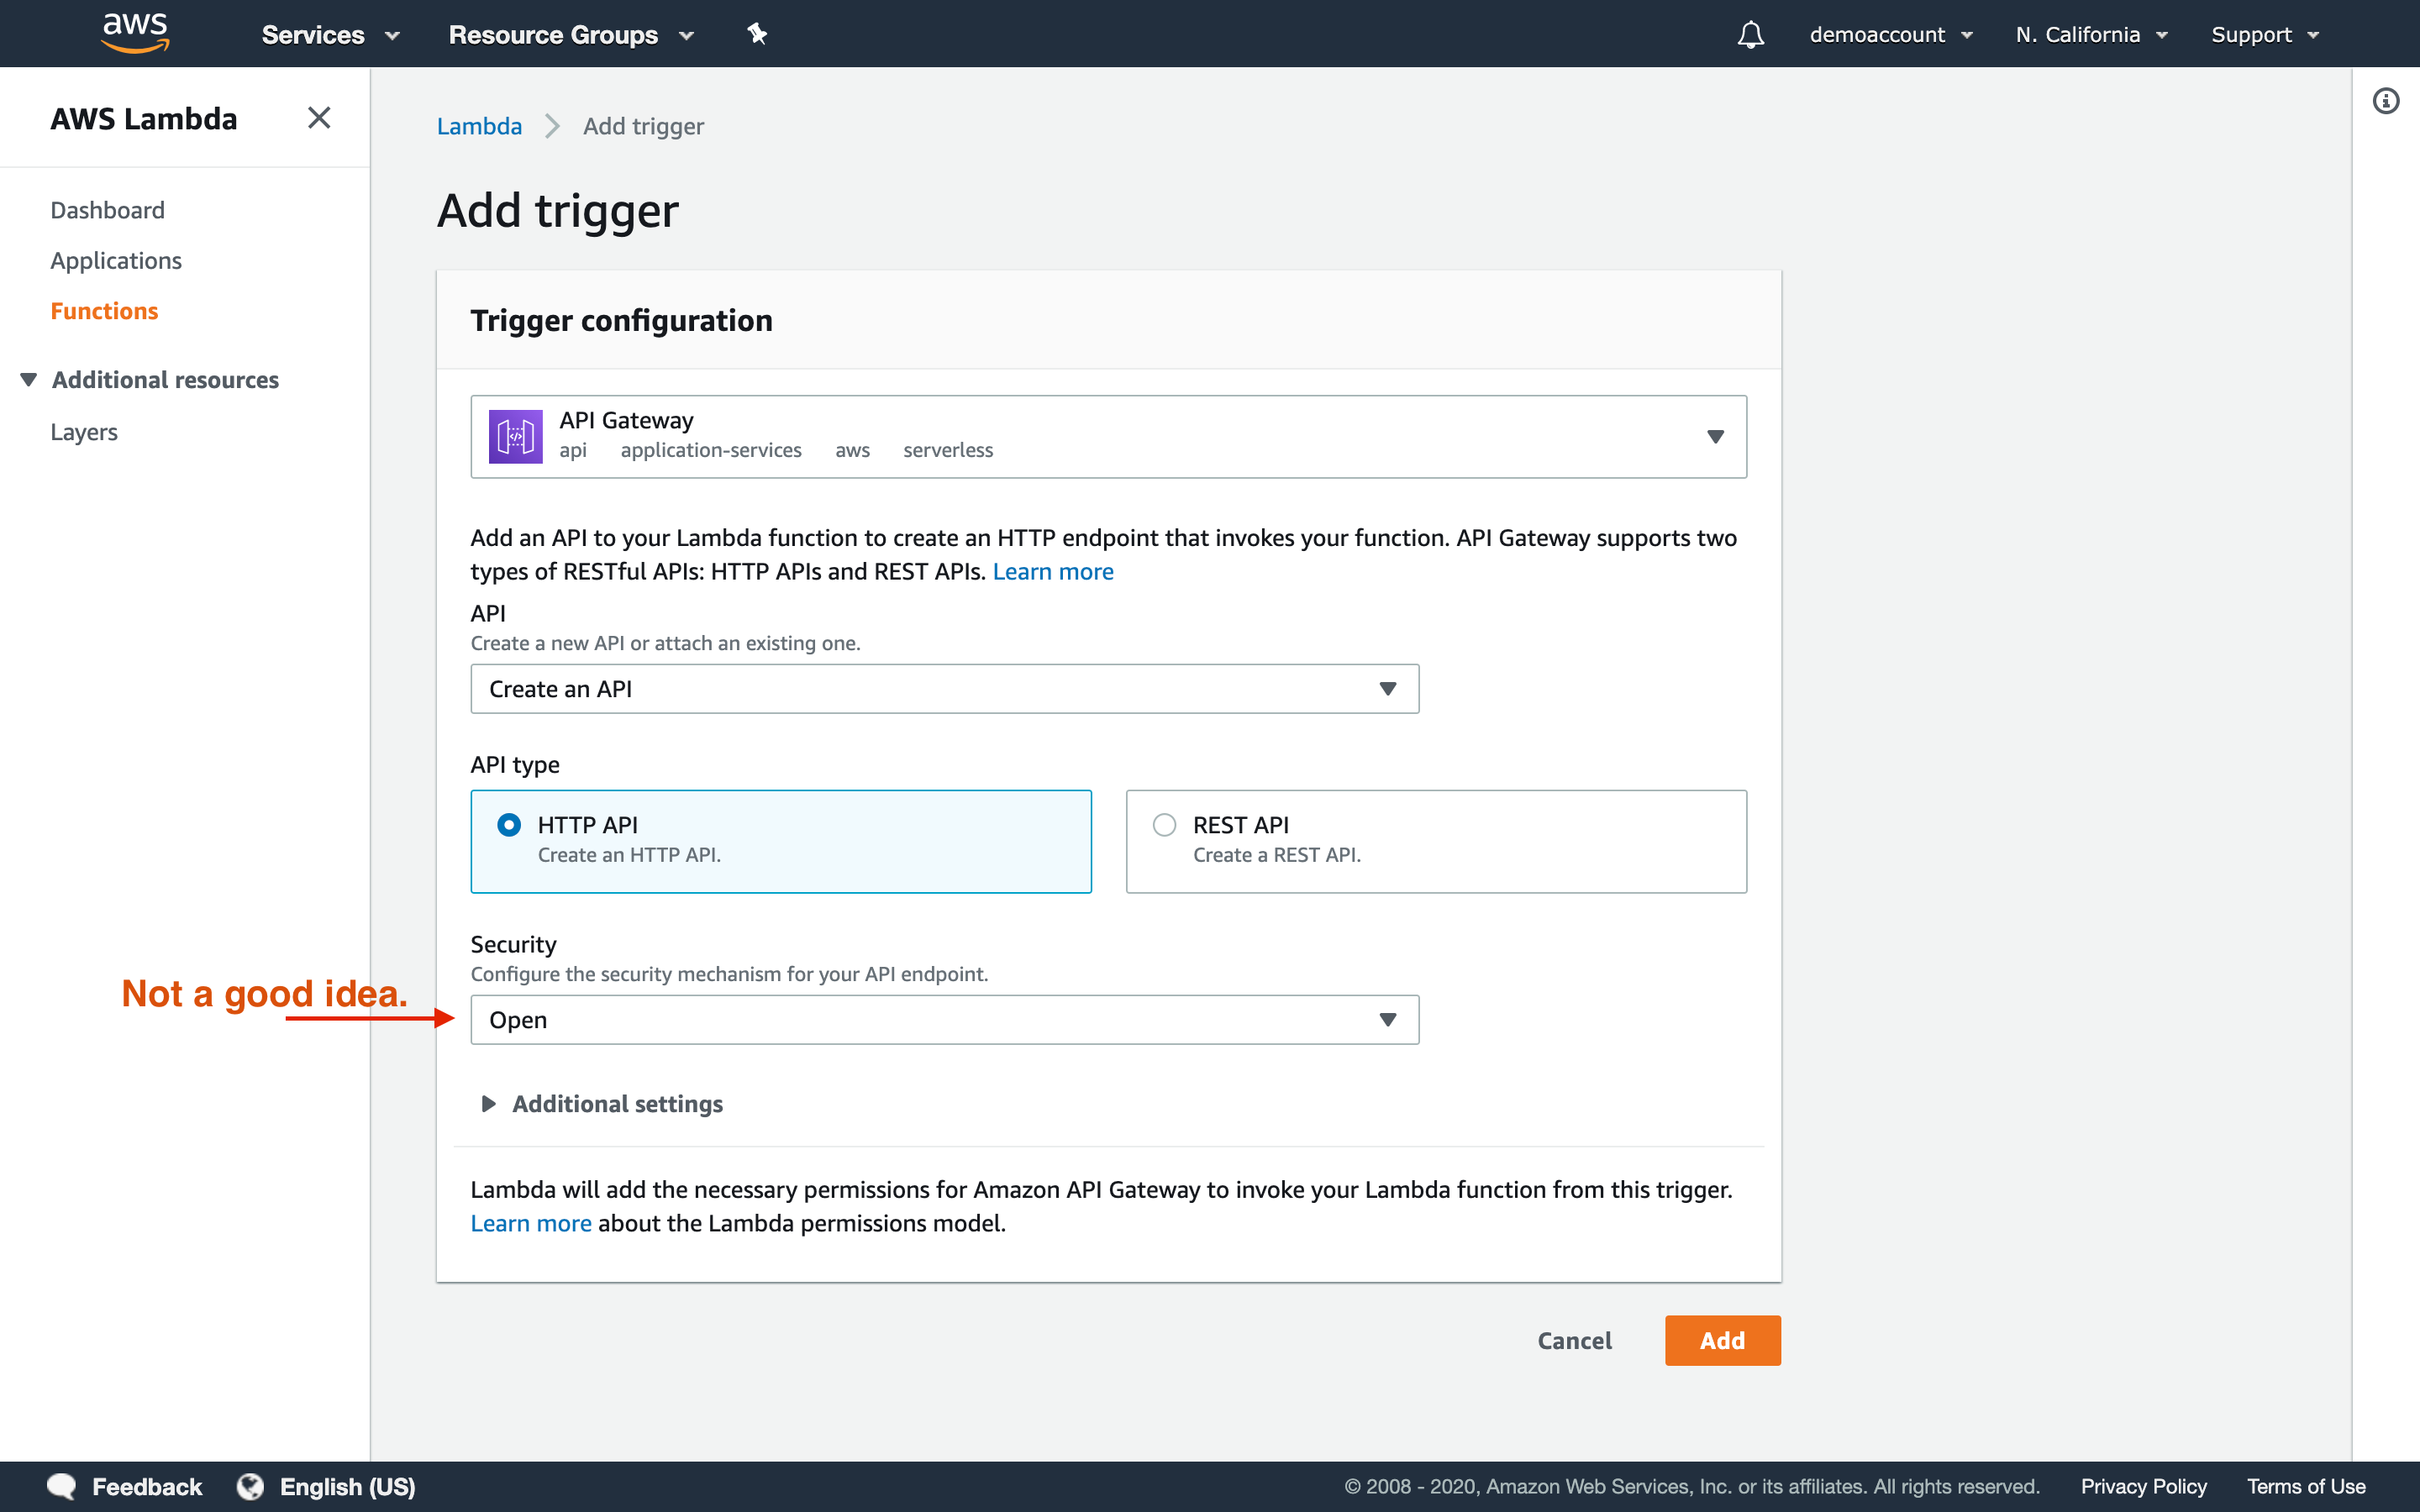 aws Services Resource Groups demoaccount N. California Support
AWS Lambda
Dashboard
Applications
Functions
Additional resources
Layers
Lambda Add trigger
Add trigger
Trigger configuration
API Gateway
api application-services aws serverless
Add an API to your Lambda function to create an HTTP endpoint that invokes your function. API Gateway supports two
types of RESTful APIs: HTTP APIs and REST APIs. Learn more
API
Create a new API or attach an existing one.
Create an API
API type
HTTP API
Create an HTTP API.
REST API
Create a REST API.
Security
Configure the security mechanism for your API endpoint.
Not a good idea.
Open
Additional settings
Lambda will add the necessary permissions for Amazon API Gateway to invoke your Lambda function from this trigger.
Learn more about the Lambda permissions model.
Cancel Add
Feedback English (US) © 2008 - 2020, Amazon Web Services, Inc. or its affiliates. All rights reserved. Privacy Policy Terms of Use